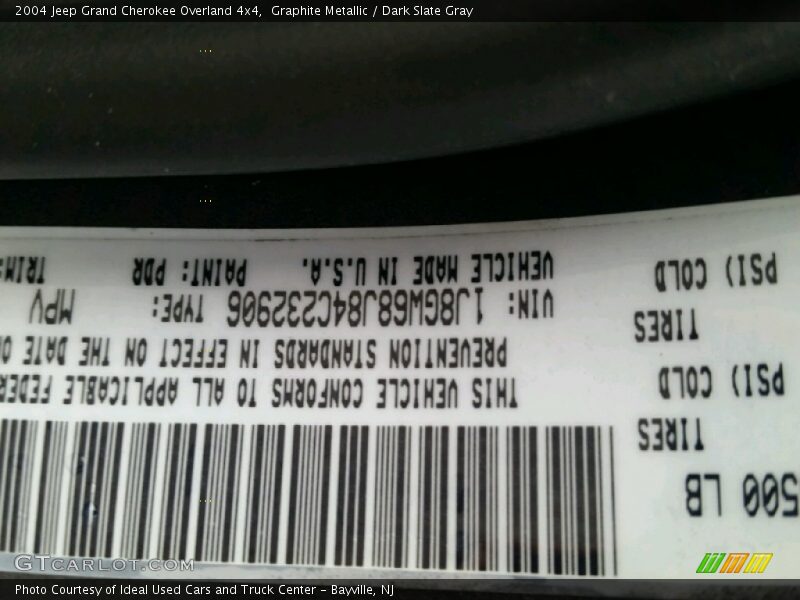 2004 Jeep Grand Cherokee Overland 4x4, Graphite Metallic / Dark Slate Gray
500 LB
TIRES
PSI) COLD
TIRES
PSI) COLD
THIS VEHICLE CONFORMS TO ALL APPLICABLE FEDER
PREVENTION STANDARDS IN EFFECT ON THE DATE O
VIN: 1J8GW68J84C232906 TYPE: MPV
VEHICLE MADE IN U.S.A. PAINT: PDR TRIM:
GTcarlot.com
Photo Courtesy of Ideal Used Cars and Truck Center - Bayville, NJ